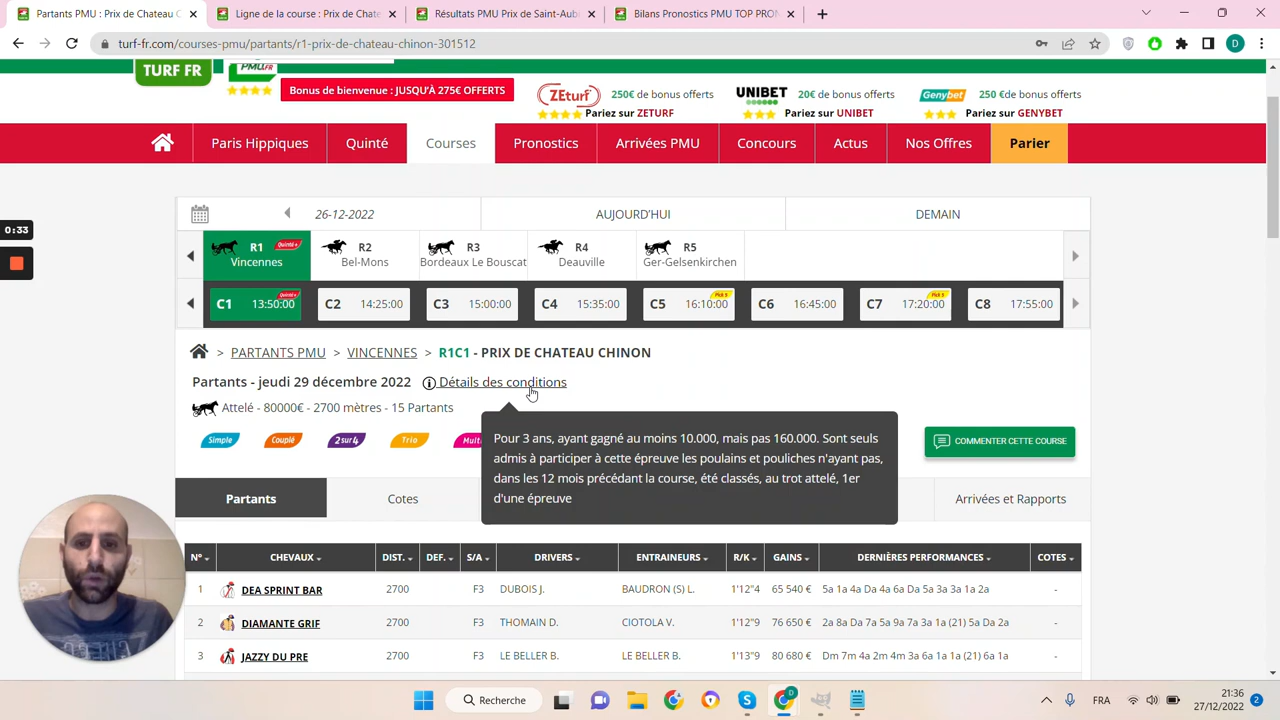 Partants PMU : Prix de Chateau C
Ligne de la course : Prix de Chate
Résultats PMU Prix de Saint-Aub
Bilans Pronostics PMU TOP PRON
turf-fr.com/courses-pmu/partants/r1-prix-de-chateau-chinon-301512
D
TURF FR
PMU.FR
Bonus de bienvenue : JUSQU'À 275€ OFFERTS
ZEturf
250€ de bonus offerts
Pariez sur ZETURF
UNIBET
20€ de bonus offerts
Pariez sur UNIBET
Genybet
250 €de bonus offerts
Pariez sur GENYBET
Paris Hippiques
Quinté
Courses
Pronostics
Arrivées PMU
Concours
Actus
Nos Offres
Parier
0:33
26-12-2022
AUJOURD'HUI
DEMAIN
R1 Quinté+
Vincennes
R2
Bel-Mons
R3
Bordeaux Le Bouscat
R4
Deauville
R5
Ger-Gelsenkirchen
C1 13:50:00 Quinté+
C2 14:25:00
C3 15:00:00
C4 15:35:00
C5 16:10:00 Pick 5
C6 16:45:00
C7 17:20:00
C8 17:55:00
> PARTANTS PMU > VINCENNES > R1C1 - PRIX DE CHATEAU CHINON
Partants - jeudi 29 décembre 2022 Détails des conditions
Attelé - 80000€ - 2700 mètres - 15 Partants
Simple
Couplé
2sur4
Trio
Mult
Pour 3 ans, ayant gagné au moins 10.000, mais pas 160.000. Sont seuls
admis à participer à cette épreuve les poulains et pouliches n'ayant pas,
dans les 12 mois précédant la course, été classés, au trot attelé, 1er
d'une épreuve
COMMENTER CETTE COURSE
Partants
Cotes
Arrivées et Rapports
N° CHEVAUX DIST. DEF. S/A DRIVERS ENTRAINEURS R/K GAINS DERNIÈRES PERFORMANCES COTES
1 DEA SPRINT BAR 2700 F3 DUBOIS J. BAUDRON (S) L. 1'12"4 65 540 € 5a 1a 4a Da 4a 6a Da 5a 3a 3a 1a 2a -
2 DIAMANTE GRIF 2700 F3 THOMAIN D. CIOTOLA V. 1'12"9 76 650 € 2a 8a Da 7a 5a 9a 7a 3a 1a (21) 5a Da 2a -
3 JAZZY DU PRE 2700 F3 LE BELLER B. LE BELLER B. 1'13"9 80 680 € Dm 7m 4a 2m 4m 3a 6a 1a 1a (21) 6a 1a -
Recherche
FRA
21:36
27/12/2022
2